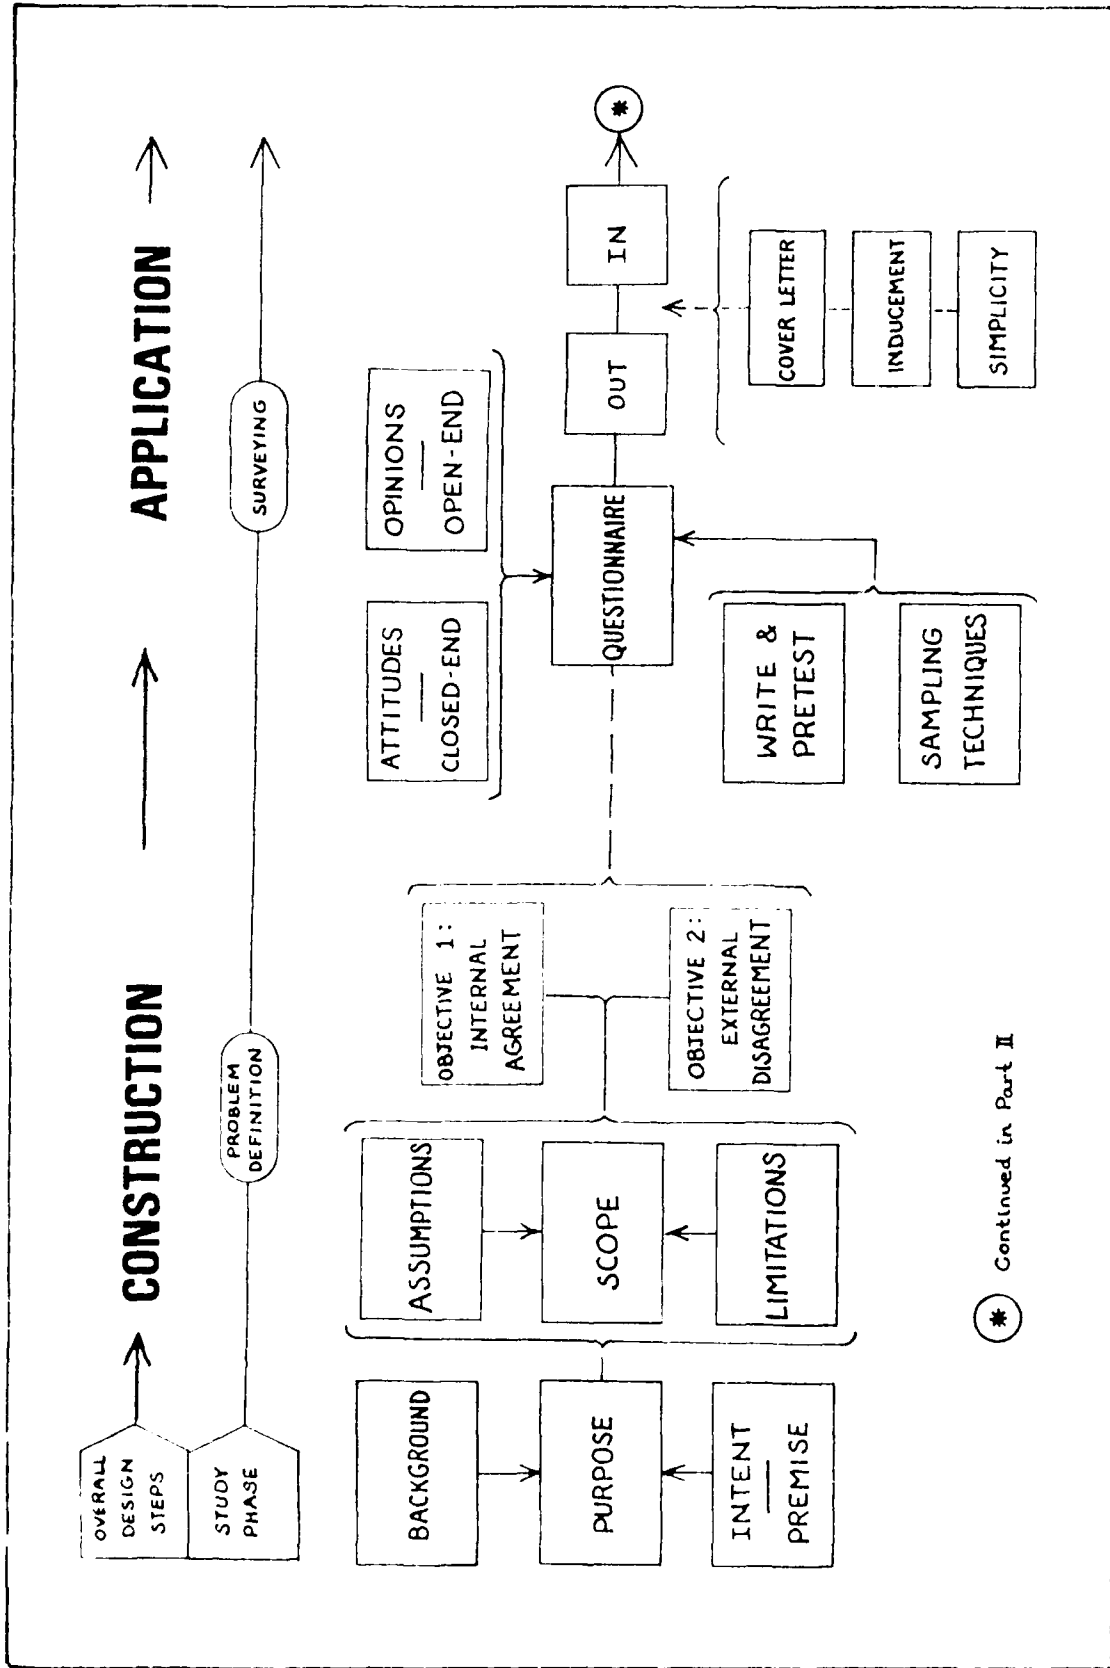 OVERALL
DESIGN
STEPS
CONSTRUCTION
APPLICATION
STUDY
PHASE
PROBLEM
DEFINITION
SURVEYING
BACKGROUND
PURPOSE
INTENT
PREMISE
ASSUMPTIONS
SCOPE
LIMITATIONS
OBJECTIVE 1:
INTERNAL
AGREEMENT
OBJECTIVE 2:
EXTERNAL
DISAGREEMENT
ATTITUDES
CLOSED-END
OPINIONS
OPEN-END
QUESTIONNAIRE
WRITE &
PRETEST
SAMPLING
TECHNIQUES
OUT
IN
*
COVER LETTER
INDUCEMENT
SIMPLICITY
* Continued in Part II